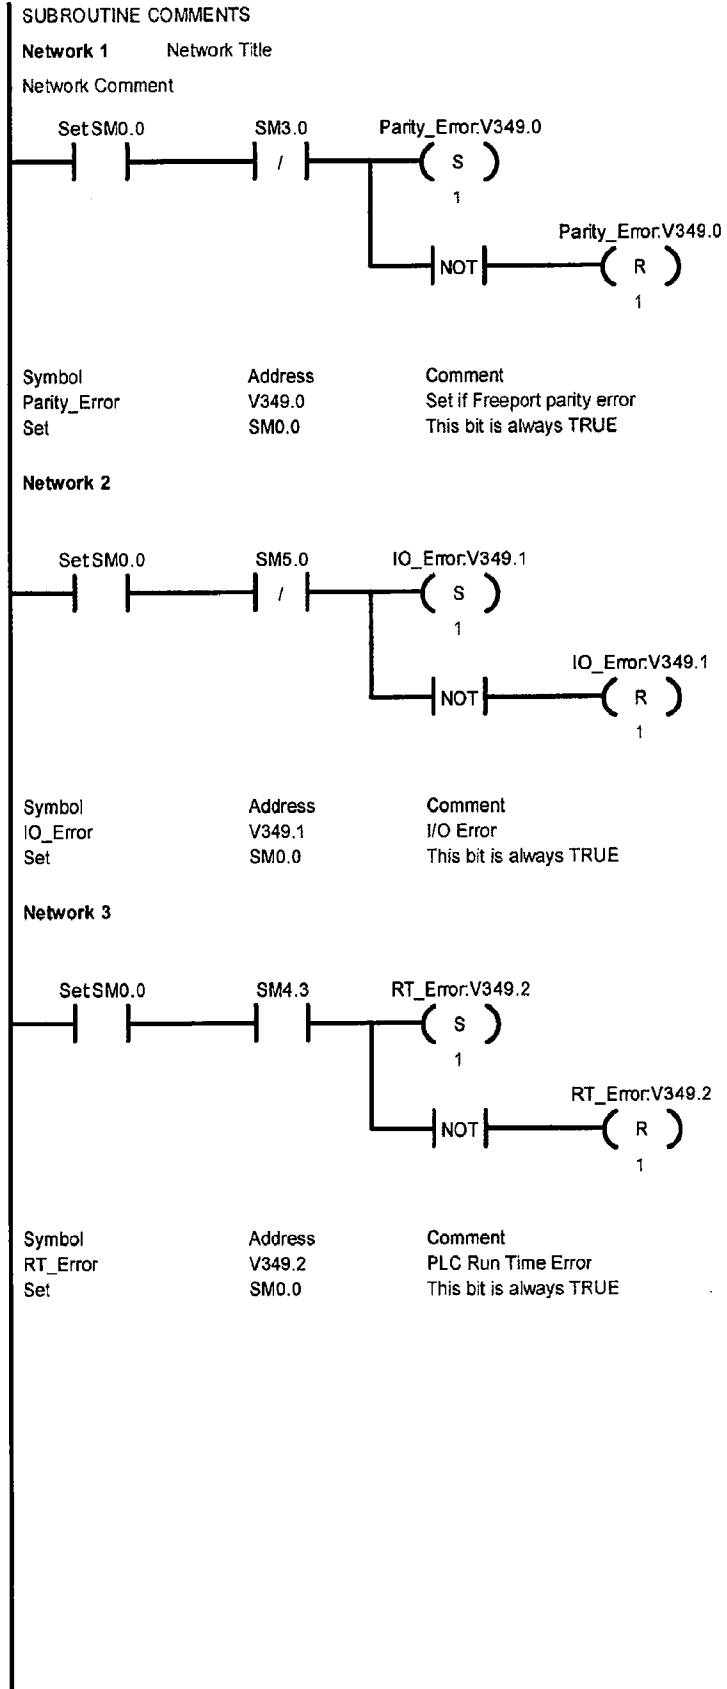 SUBROUTINE COMMENTS
Network 1 Network Title
Network Comment
Set:SM0.0 SM3.0 Parity_Error:V349.0
/ S
1
Parity_Error:V349.0
NOT R
1
Symbol Address Comment
Parity_Error V349.0 Set if Freeport parity error
Set SM0.0 This bit is always TRUE
Network 2
Set:SM0.0 SM5.0 IO_Error:V349.1
/ S
1
IO_Error:V349.1
NOT R
1
Symbol Address Comment
IO_Error V349.1 I/O Error
Set SM0.0 This bit is always TRUE
Network 3
Set:SM0.0 SM4.3 RT_Error:V349.2
S
1
RT_Error:V349.2
NOT R
1
Symbol Address Comment
RT_Error V349.2 PLC Run Time Error
Set SM0.0 This bit is always TRUE